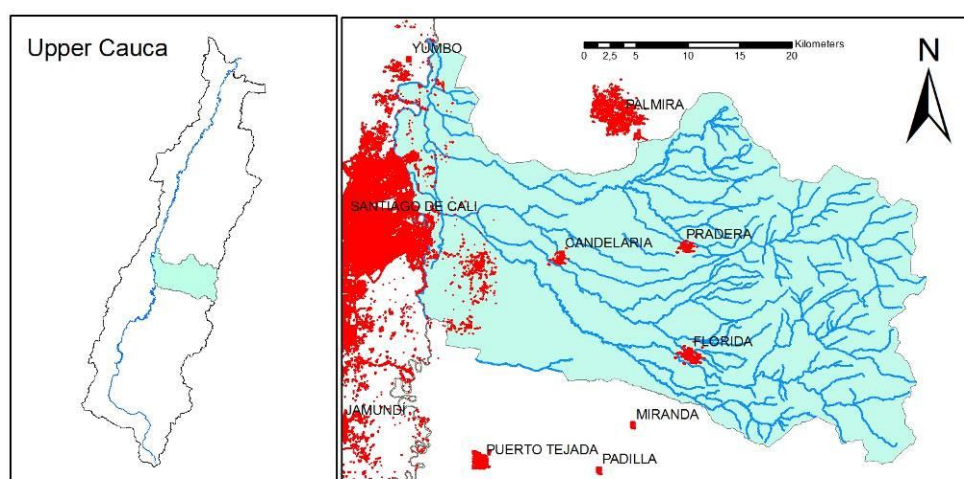 Upper Cauca
YUMBO
Kilometers
0 2,5 5 10 15 20
N
PALMIRA
SANTIAGO DE CALI
CANDELARIA
PRADERA
FLORIDA
JAMUNDÍ
MIRANDA
PUERTO TEJADA
PADILLA